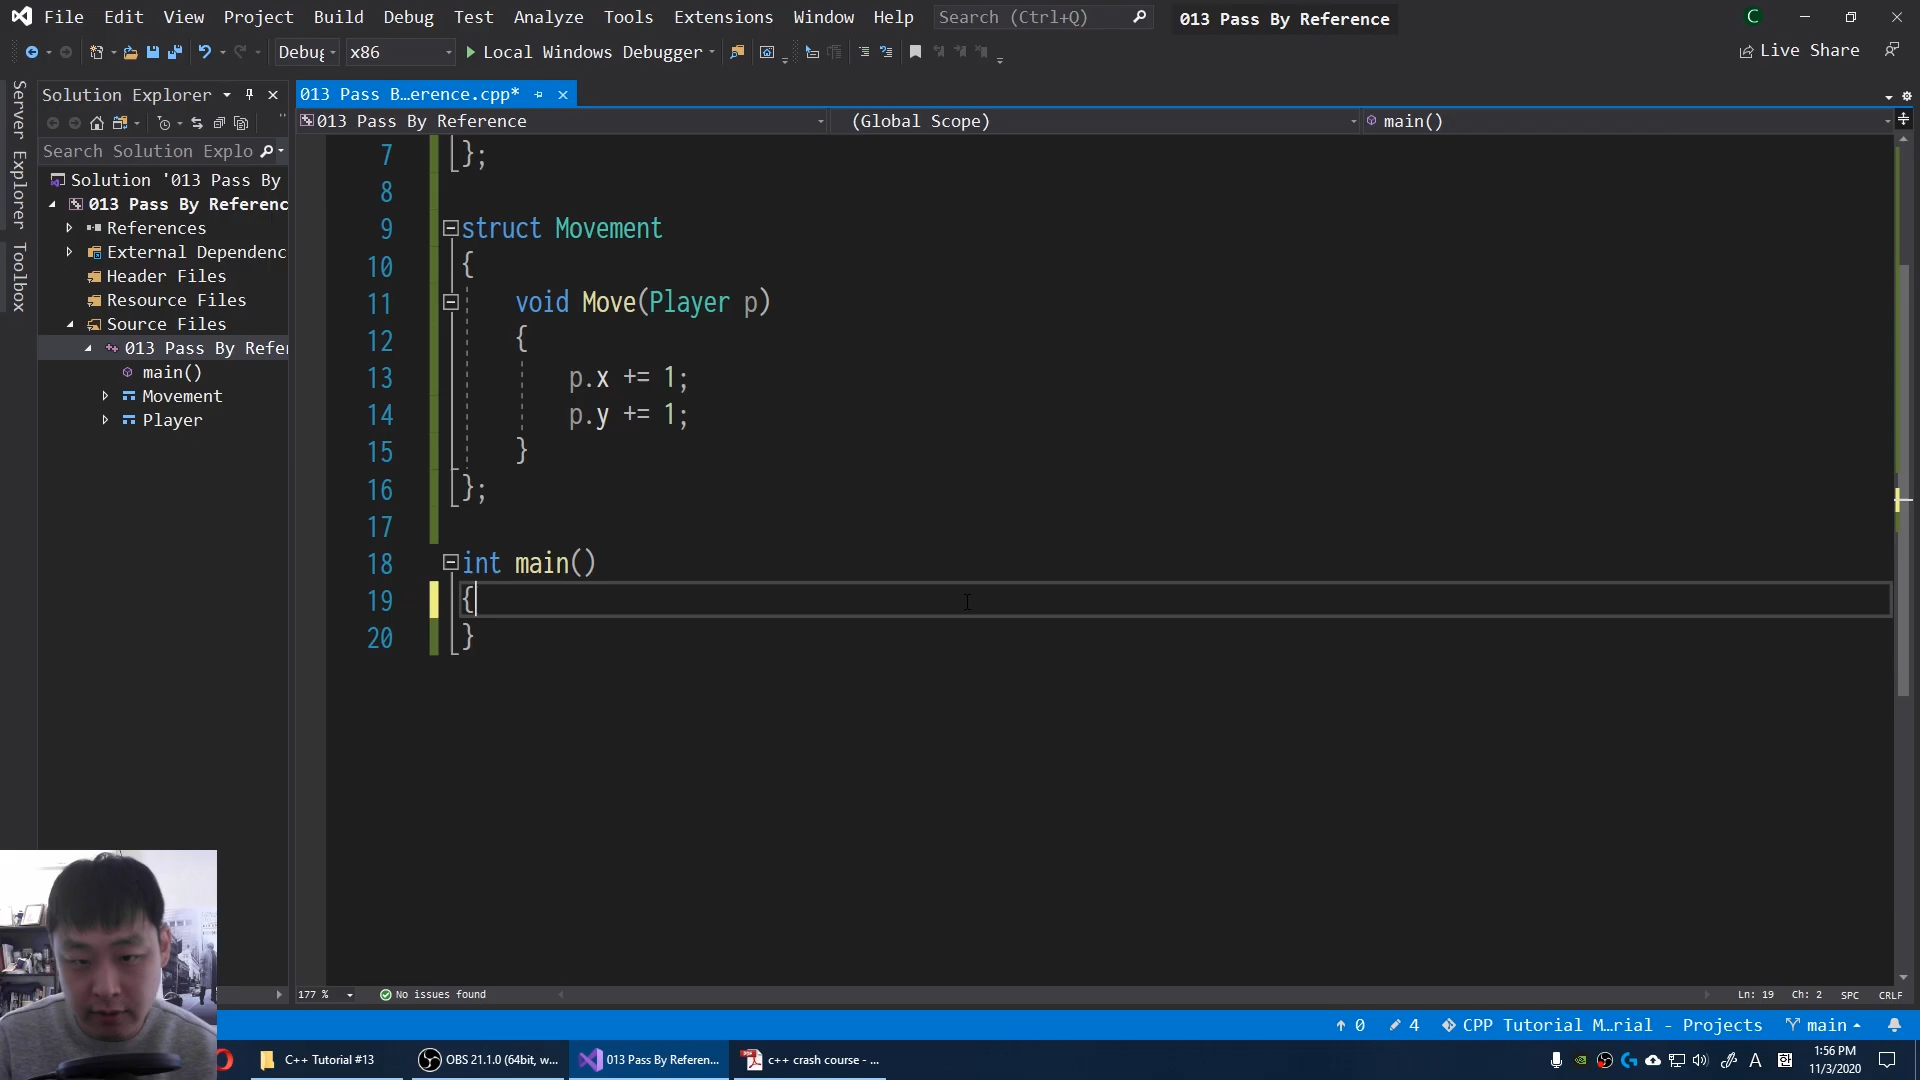 File Edit View Project Build Debug Test Analyze Tools Extensions Window Help Search (Ctrl+Q) 013 Pass By Reference C
Debug x86 Local Windows Debugger Live Share
Server Explorer
Toolbox
Solution Explorer
Search Solution Explo
Solution '013 Pass By
013 Pass By Referenc
References
External Dependenc
Header Files
Resource Files
Source Files
013 Pass By Refer
main()
Movement
Player
013 Pass B...erence.cpp*
013 Pass By Reference (Global Scope) main()
7 };
8
9 struct Movement
10 {
11 void Move(Player p)
12 {
13 p.x += 1;
14 p.y += 1;
15 }
16 };
17
18 int main()
19 {
20 }
177 % No issues found Ln: 19 Ch: 2 SPC CRLF
0 4 CPP Tutorial M...rial - Projects main
C++ Tutorial #13 OBS 21.1.0 (64bit, w... 013 Pass By Referen... c++ crash course - ... A 한 1:56 PM
11/3/2020